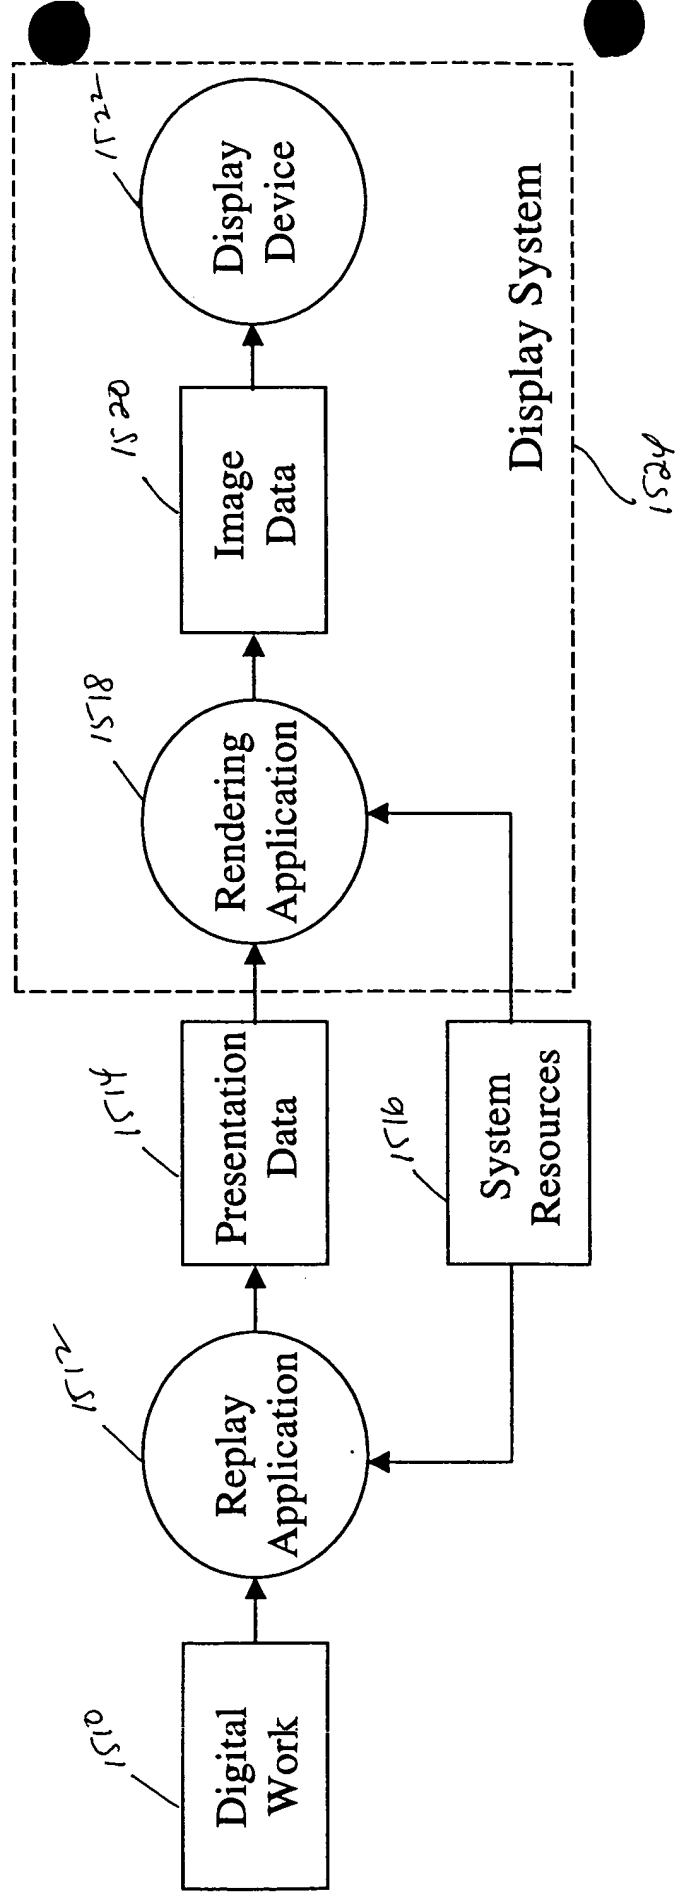 1510
Digital
Work
1512
Replay
Application
1514
Presentation
Data
1516
System
Resources
1518
Rendering
Application
1520
Image
Data
1522
Display
Device
Display System
1524